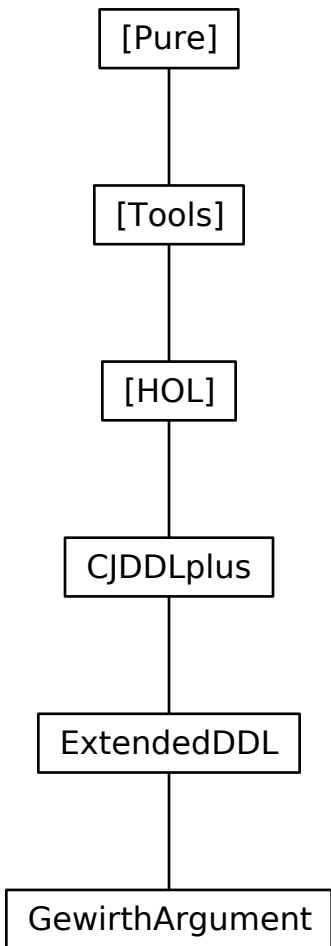 [Pure]
[Tools]
[HOL]
CJDDLplus
ExtendedDDL
GewirthArgument